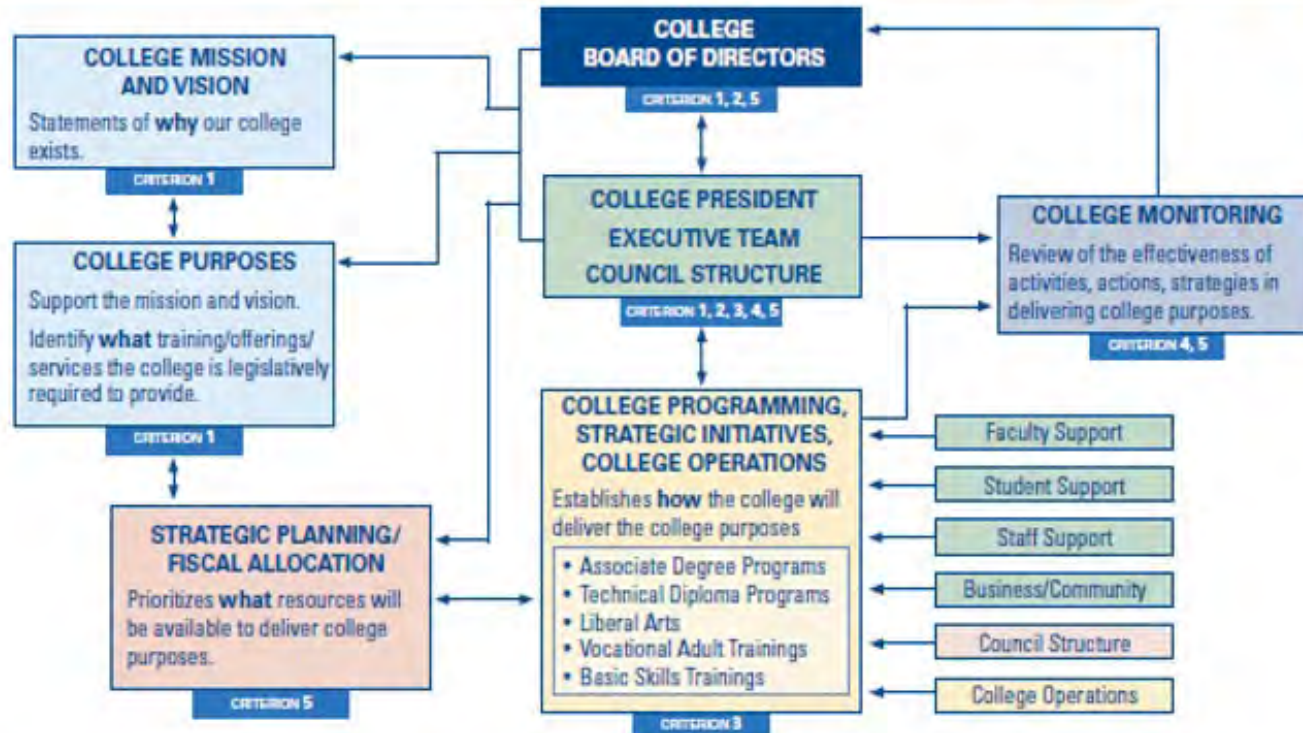 COLLEGE
BOARD OF DIRECTORS
CRITERION 1, 2, 5
COLLEGE MISSION
AND VISION
Statements of why our college
exists.
CRITERION 1
COLLEGE PRESIDENT
EXECUTIVE TEAM
COUNCIL STRUCTURE
CRITERION 1, 2, 3, 4, 5
COLLEGE MONITORING
Review of the effectiveness of
activities, actions, strategies in
delivering college purposes.
CRITERION 4, 5
COLLEGE PURPOSES
Support the mission and vision.
Identify what training/offerings/
services the college is legislatively
required to provide.
CRITERION 1
COLLEGE PROGRAMMING,
STRATEGIC INITIATIVES,
COLLEGE OPERATIONS
Establishes how the college will
deliver the college purposes
• Associate Degree Programs
• Technical Diploma Programs
• Liberal Arts
• Vocational Adult Trainings
• Basic Skills Trainings
CRITERION 3
Faculty Support
Student Support
Staff Support
Business/Community
Council Structure
College Operations
STRATEGIC PLANNING/
FISCAL ALLOCATION
Prioritizes what resources will
be available to deliver college
purposes.
CRITERION 5